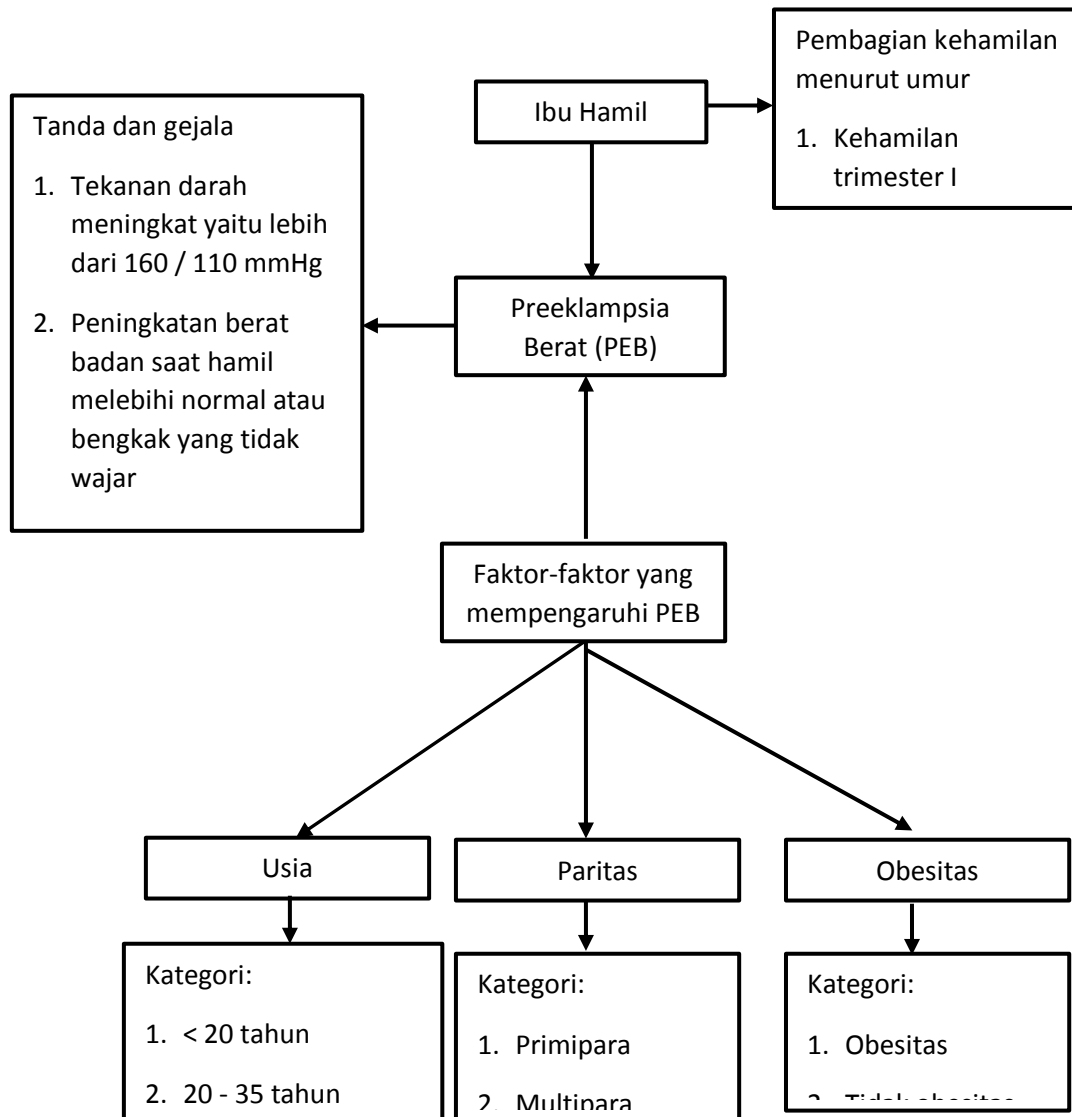 Pembagian kehamilan
menurut umur
1. Kehamilan
trimester I
Ibu Hamil
Tanda dan gejala
1. Tekanan darah
meningkat yaitu lebih
dari 160 / 110 mmHg
2. Peningkatan berat
badan saat hamil
melebihi normal atau
bengkak yang tidak
wajar
Preeklampsia
Berat (PEB)
Faktor-faktor yang
mempengaruhi PEB
Usia
Paritas
Obesitas
Kategori:
1. < 20 tahun
2. 20 - 35 tahun
Kategori:
1. Primipara
2. Multipara
Kategori:
1. Obesitas
2. Tidak obesitas